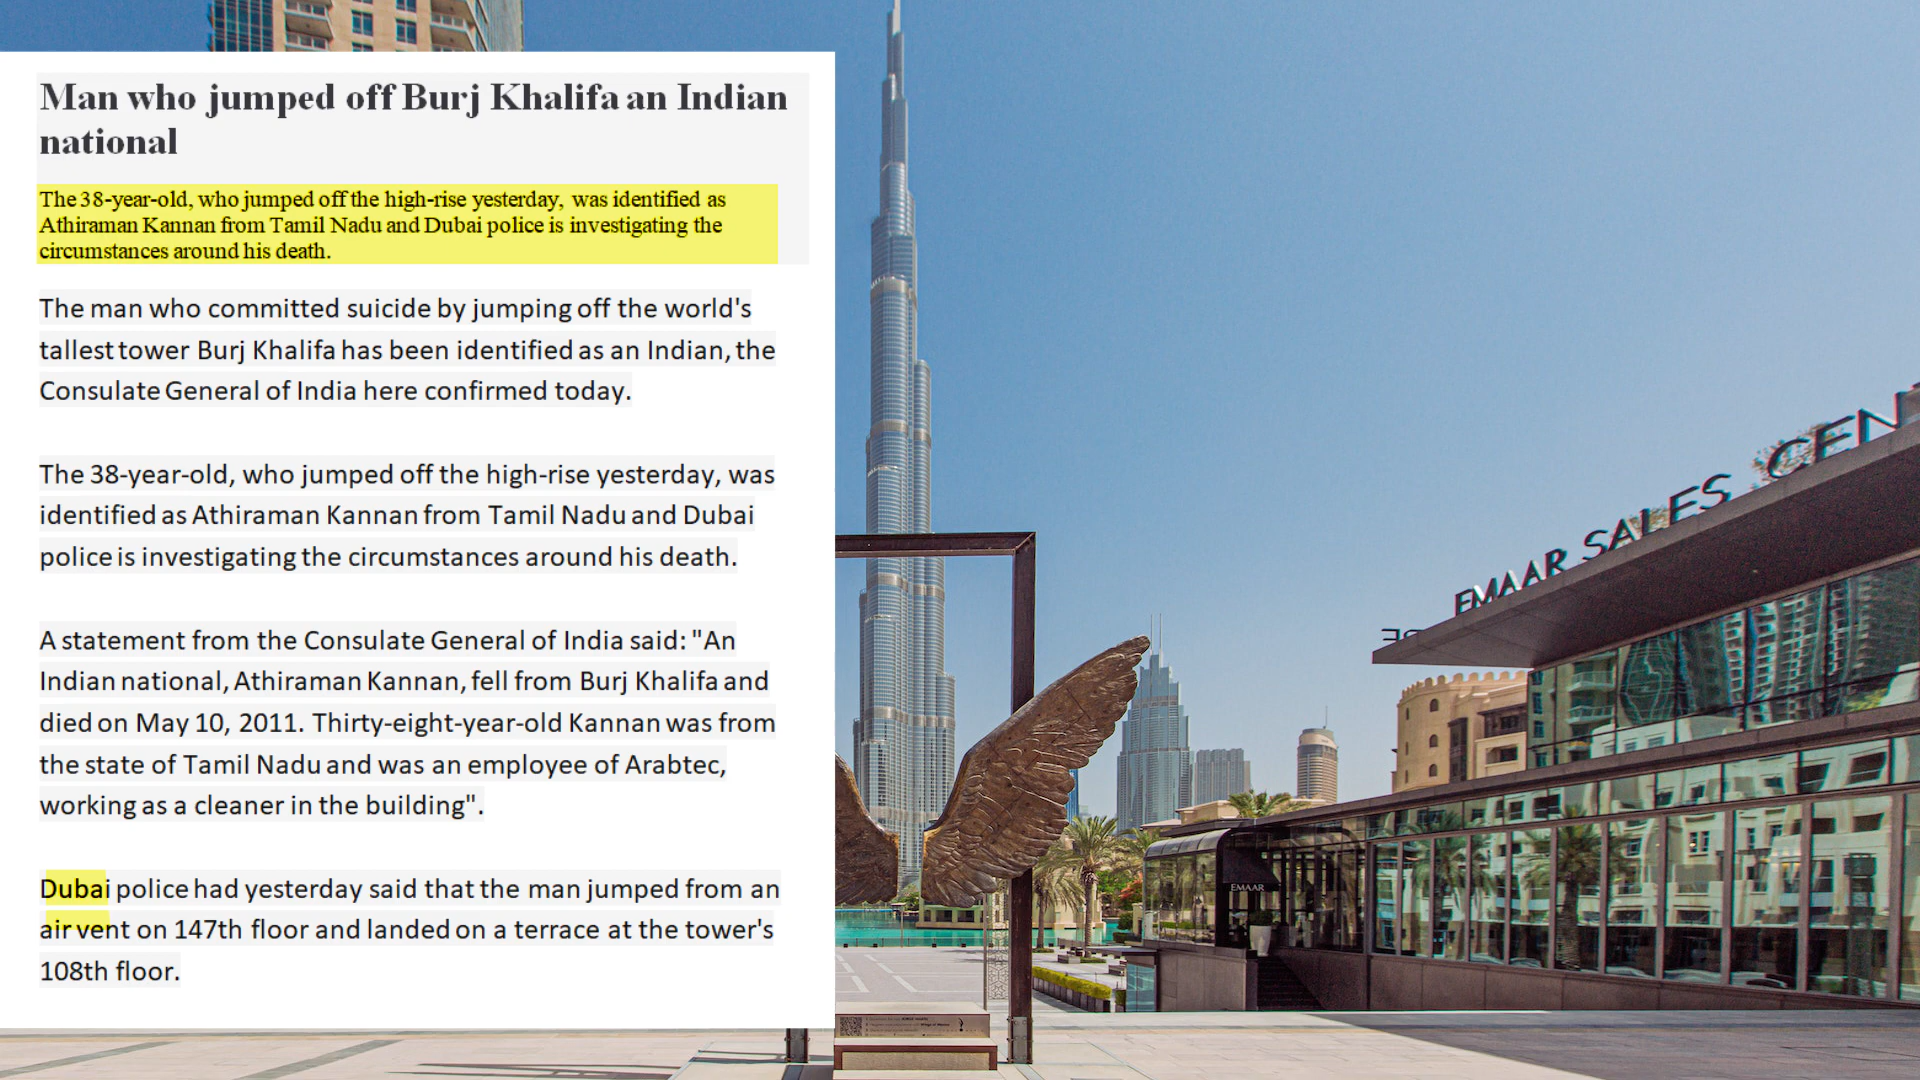 Man who jumped off Burj Khalifa an Indian
national
The 38-year-old, who jumped off the high-rise yesterday, was identified as
Athiraman Kannan from Tamil Nadu and Dubai police is investigating the
circumstances around his death.
The man who committed suicide by jumping off the world's
tallest tower Burj Khalifa has been identified as an Indian, the
Consulate General of India here confirmed today.
The 38-year-old, who jumped off the high-rise yesterday, was
identified as Athiraman Kannan from Tamil Nadu and Dubai
police is investigating the circumstances around his death.
A statement from the Consulate General of India said: "An
Indian national, Athiraman Kannan, fell from Burj Khalifa and
died on May 10, 2011. Thirty-eight-year-old Kannan was from
the state of Tamil Nadu and was an employee of Arabtec,
working as a cleaner in the building".
Dubai police had yesterday said that the man jumped from an
air vent on 147th floor and landed on a terrace at the tower's
108th floor.
EMAAR SALES CEN
EMAAR